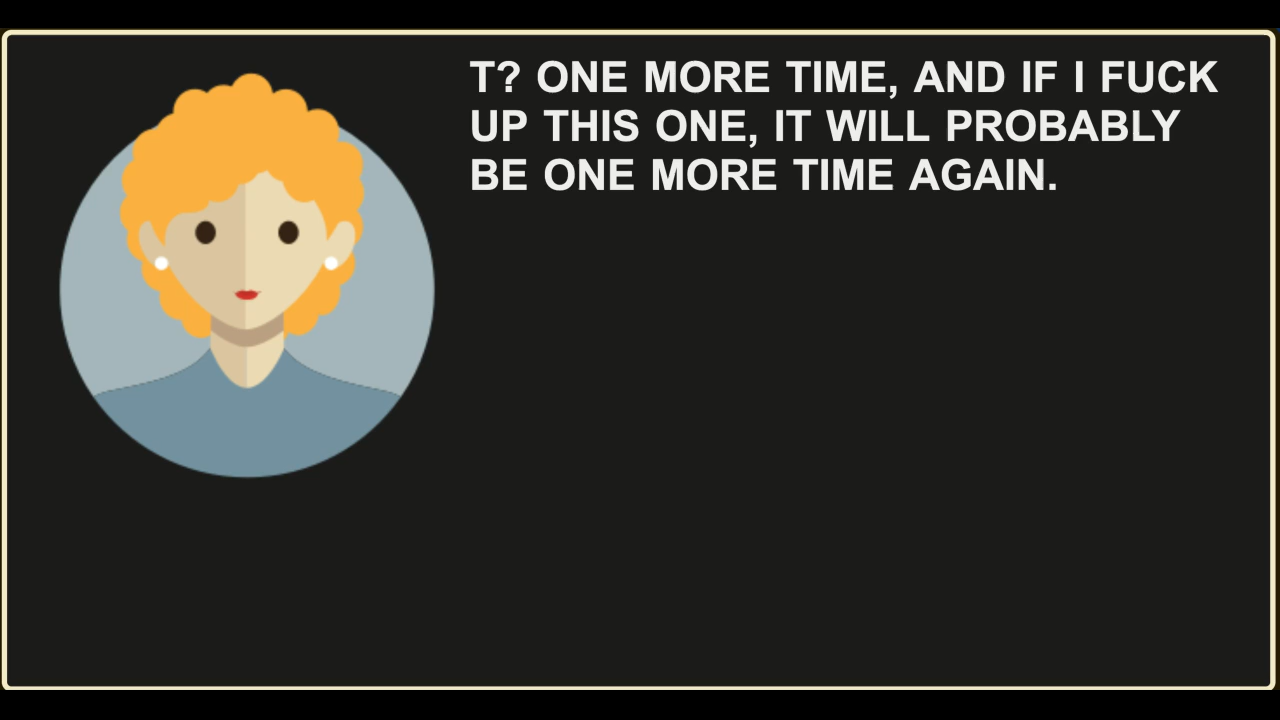 T? ONE MORE TIME, AND IF I FUCK
UP THIS ONE, IT WILL PROBABLY
BE ONE MORE TIME AGAIN.